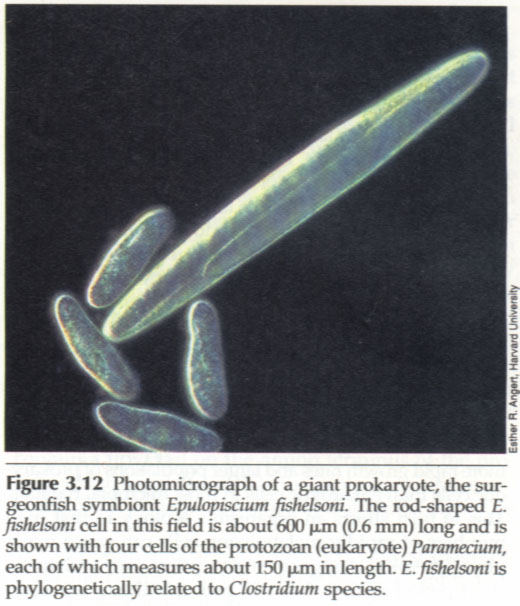 Esther R. Angert, Harvard University
Figure 3.12 Photomicrograph of a giant prokaryote, the sur-
geonfish symbiont Epulopiscium fishelsoni. The rod-shaped E.
fishelsoni cell in this field is about 600 μm (0.6 mm) long and is
shown with four cells of the protozoan (eukaryote) Paramecium,
each of which measures about 150 μm in length. E. fishelsoni is
phylogenetically related to Clostridium species.